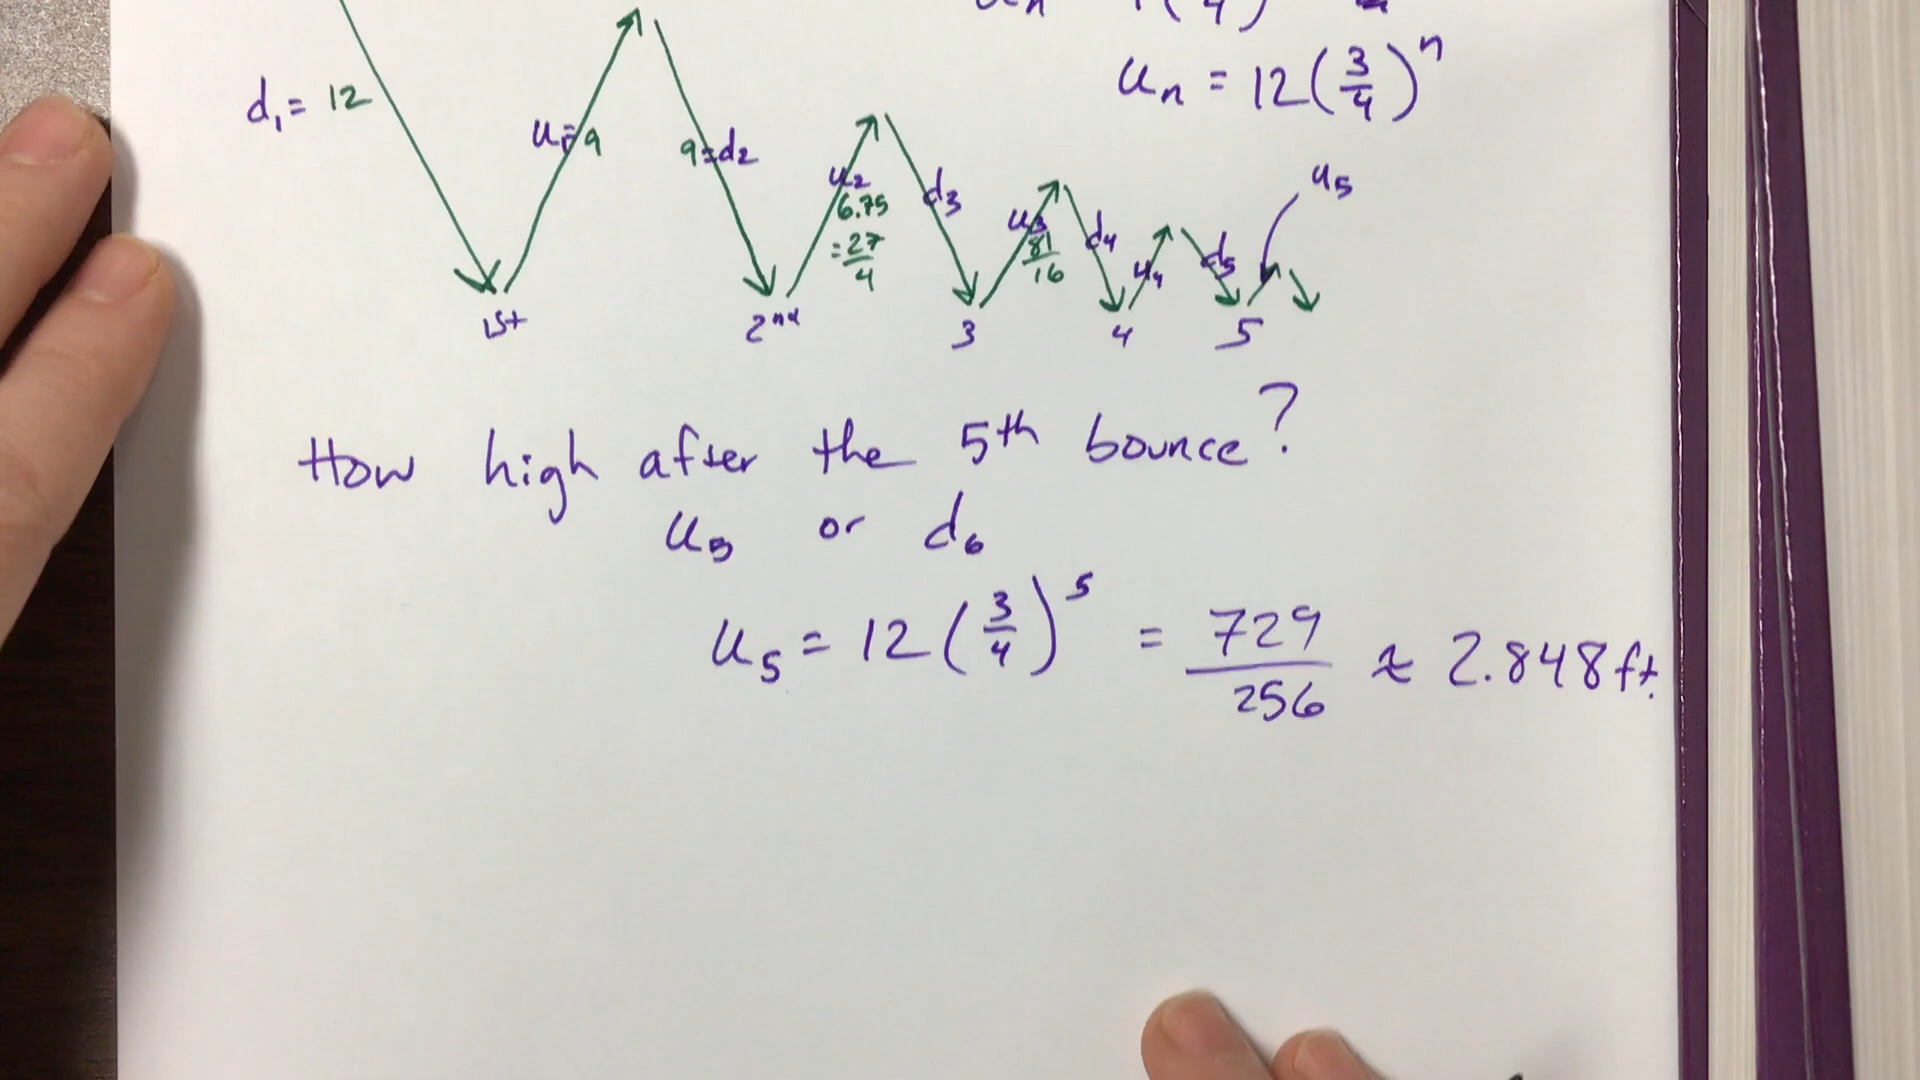 uₙ = 12(3/4)ⁿ
d₁ = 12
u₁=9
9=d₂
u₂
6.75
=27/4
d₃
u₃
81/16
d₄
u₄
d₅
u₅
1st 2nd 3 4 5
How high after the 5th bounce?
u₅ or d₆
u₅ = 12(3/4)⁵ = 729/256 ≈ 2.848ft.